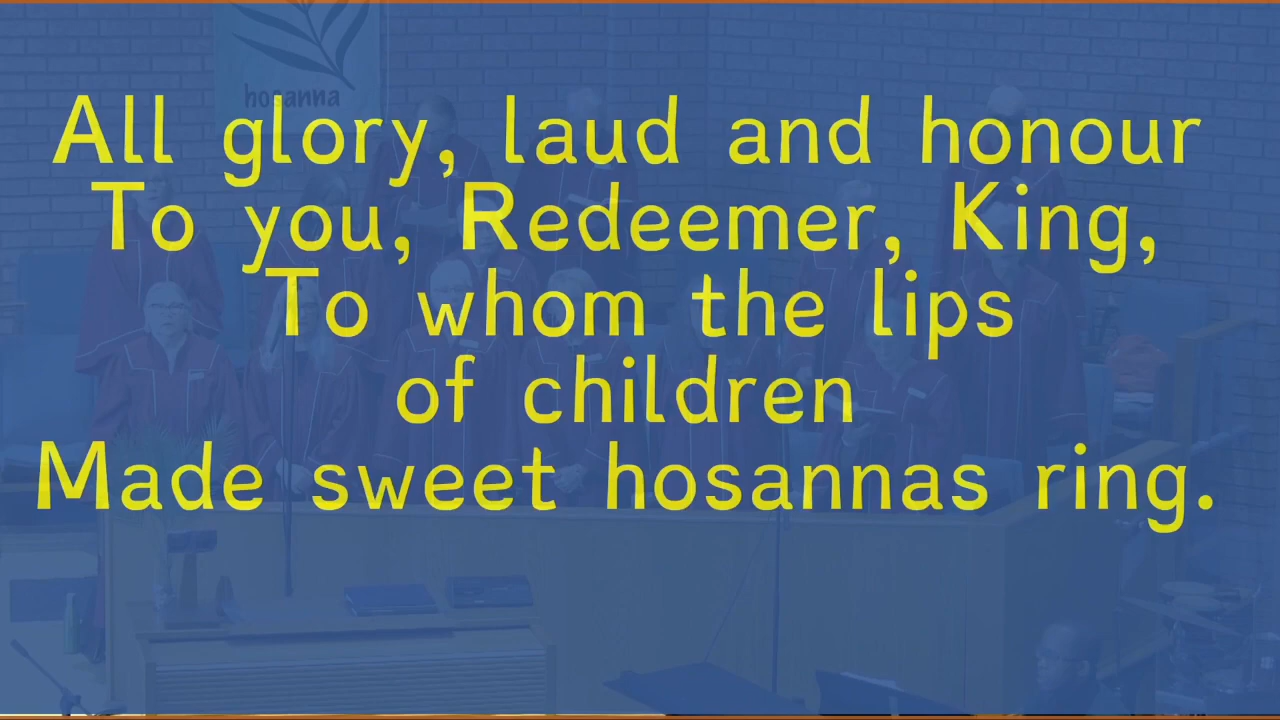 hosanna
All glory, laud and honour
To you, Redeemer, King,
To whom the lips
of children
Made sweet hosannas ring.